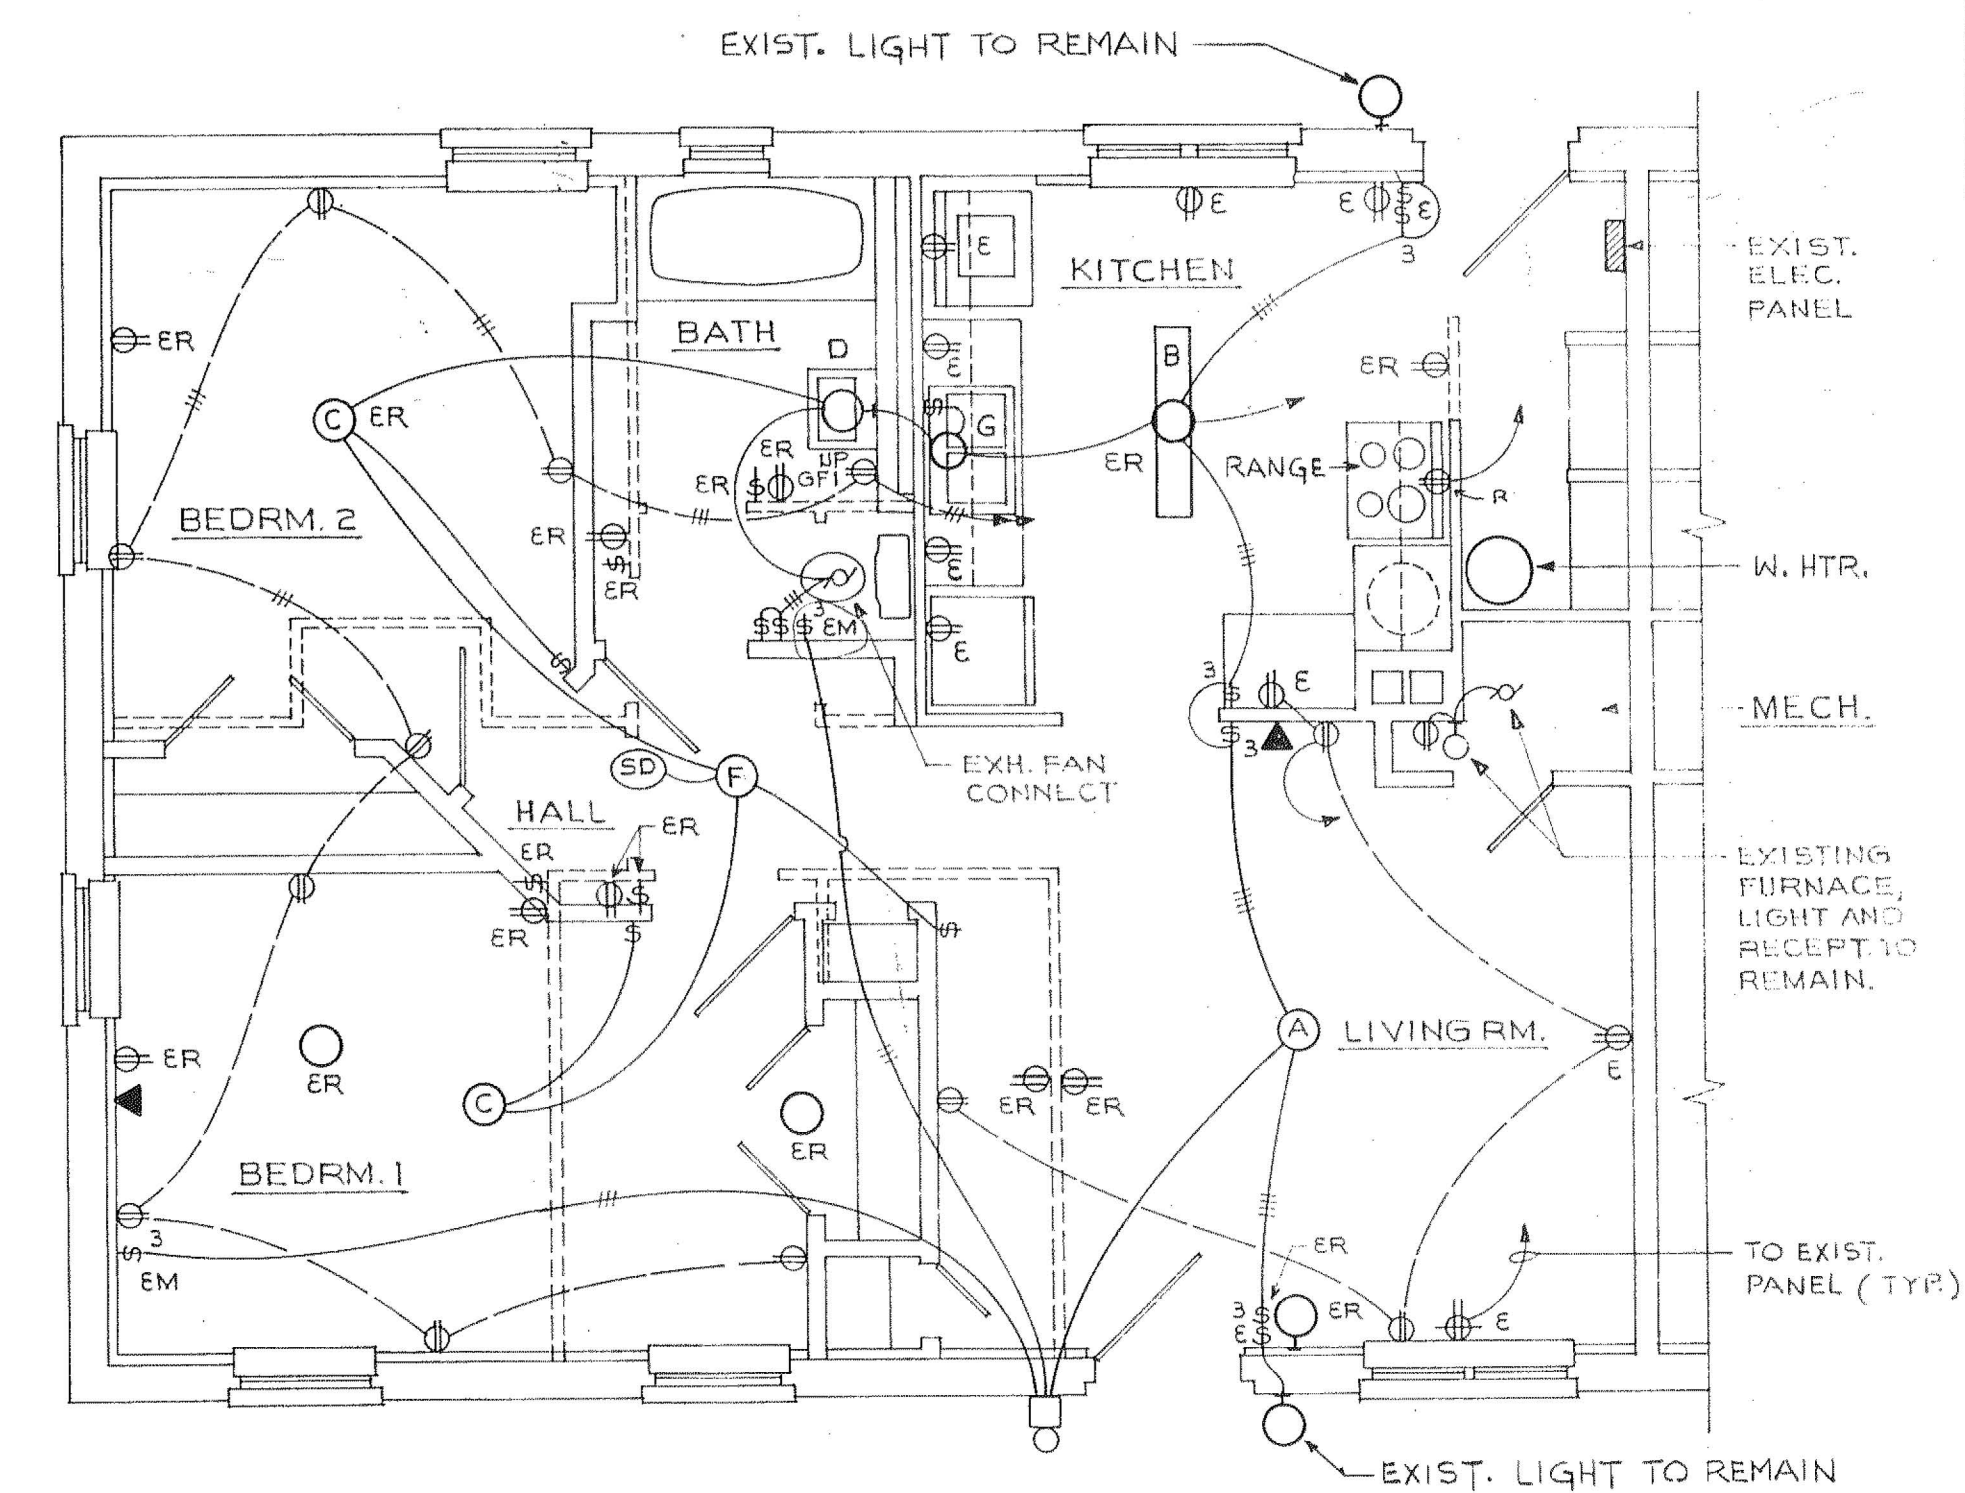 EXIST. LIGHT TO REMAIN
E
E
E
3
E
KITCHEN
EXIST.
ELEC.
PANEL
BATH
ER
D
E
B
ER
C
ER
G
ER
UP
GFI
ER
S
ER
RANGE
R
BEDRM. 2
ER
S
ER
E
W. HTR.
3
S S S EM
E
S
3
S
E
MECH.
S
3
SD
F
EXH. FAN
CONNECT
HALL
ER
ER
S
S
ER
S
S
EXISTING
FURNACE,
LIGHT AND
RECEPT. TO
REMAIN.
A
LIVING RM.
E
ER
ER
C
ER
ER
ER
BEDRM. 1
3
S
EM
ER
3
E
S
S
ER
E
TO EXIST.
PANEL (TYP.)
EXIST. LIGHT TO REMAIN